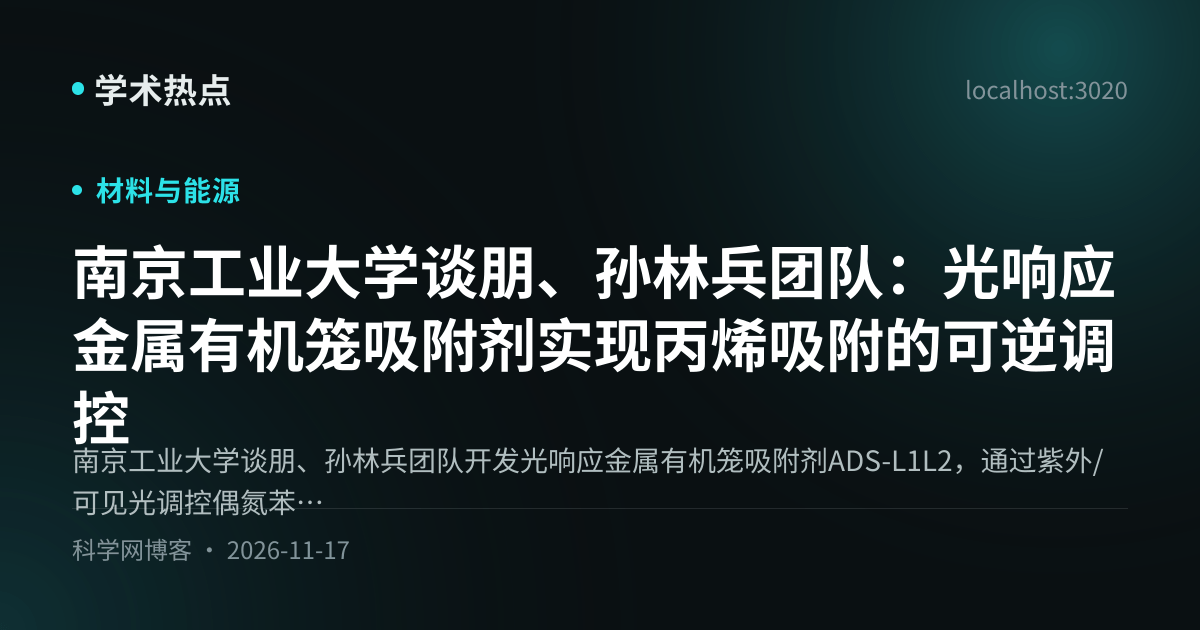 学术热点
localhost:3020
材料与能源
南京工业大学谈朋、孙林兵团队：光响应
金属有机笼吸附剂实现丙烯吸附的可逆调
控
南京工业大学谈朋、孙林兵团队开发光响应金属有机笼吸附剂ADS-L1L2，通过紫外/
可见光调控偶氮苯…
科学网博客 · 2026-11-17